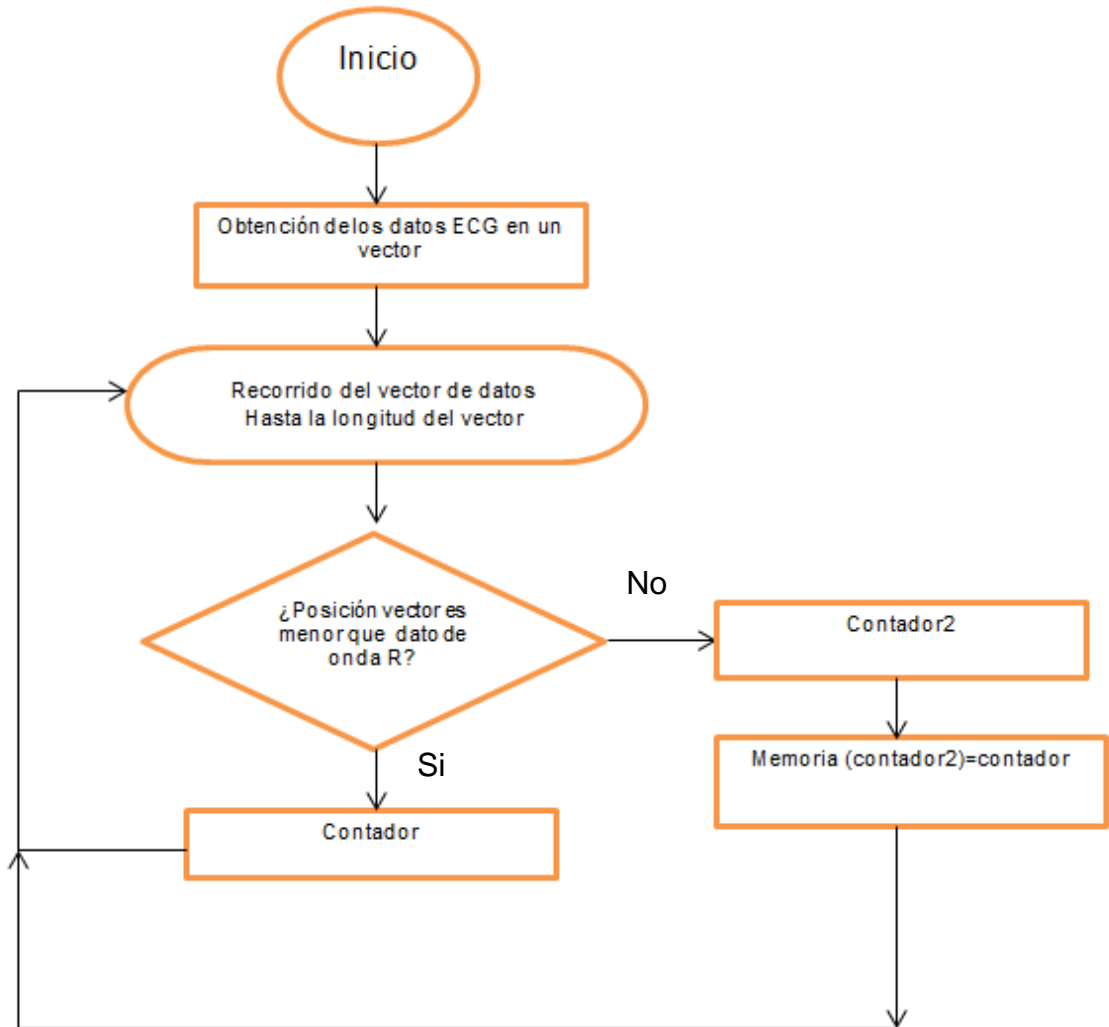 Inicio
Obtención delos datos ECG en un
vector
Recorrido del vector de datos
Hasta la longitud del vector
¿Posición vector es
menor que dato de
onda R?
No
Contador2
Memoria (contador2)=contador
Si
Contador